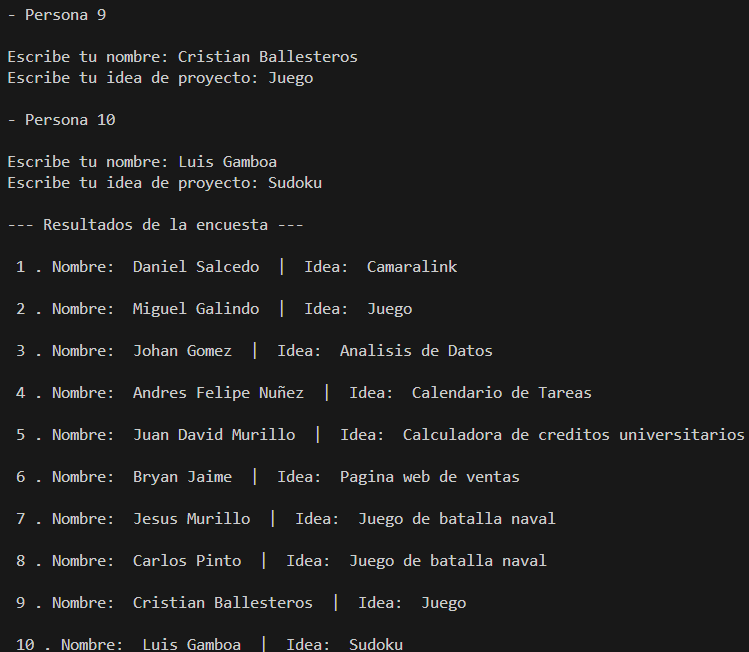 - Persona 9
Escribe tu nombre: Cristian Ballesteros
Escribe tu idea de proyecto: Juego
- Persona 10
Escribe tu nombre: Luis Gamboa
Escribe tu idea de proyecto: Sudoku
--- Resultados de la encuesta ---
1 . Nombre:  Daniel Salcedo  |  Idea:  Camaralink
2 . Nombre:  Miguel Galindo  |  Idea:  Juego
3 . Nombre:  Johan Gomez  |  Idea:  Analisis de Datos
4 . Nombre:  Andres Felipe Nuñez  |  Idea:  Calendario de Tareas
5 . Nombre:  Juan David Murillo  |  Idea:  Calculadora de creditos universitarios
6 . Nombre:  Bryan Jaime  |  Idea:  Pagina web de ventas
7 . Nombre:  Jesus Murillo  |  Idea:  Juego de batalla naval
8 . Nombre:  Carlos Pinto  |  Idea:  Juego de batalla naval
9 . Nombre:  Cristian Ballesteros  |  Idea:  Juego
10 . Nombre:  Luis Gamboa  |  Idea:  Sudoku